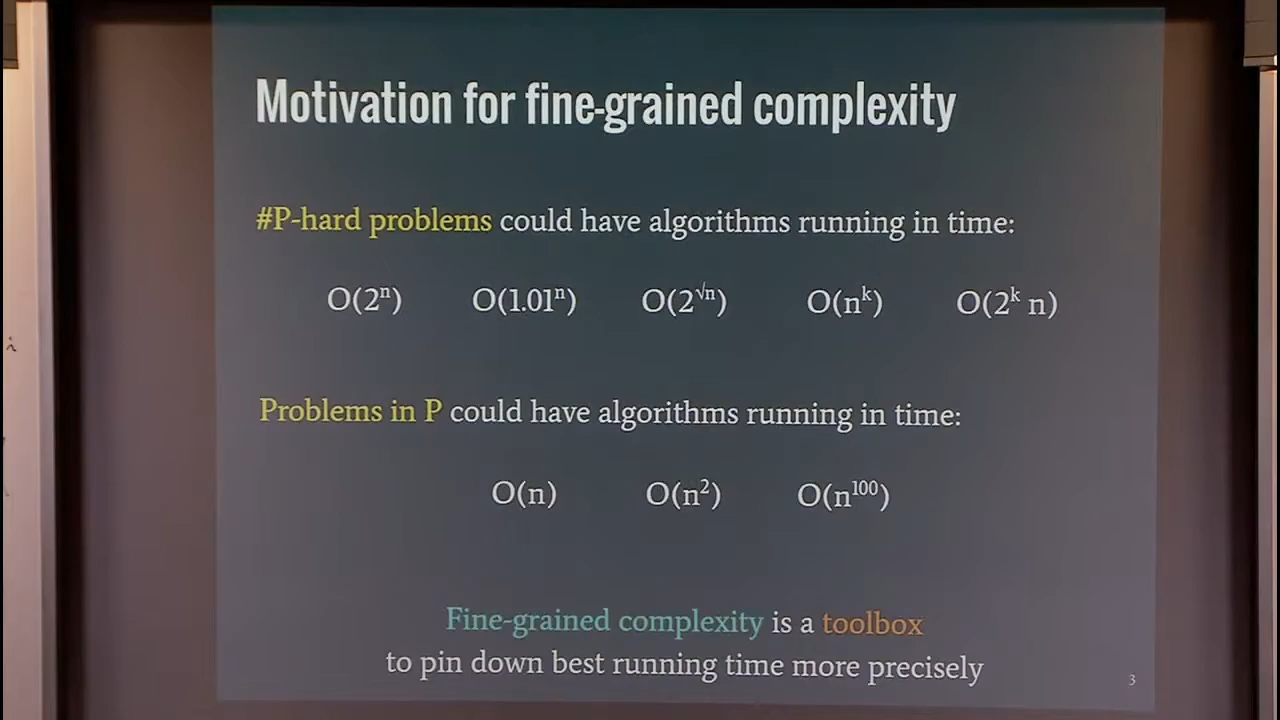 Motivation for fine-grained complexity
#P-hard problems could have algorithms running in time:
O(2ⁿ) O(1.01ⁿ) O(2^√n) O(nᵏ) O(2ᵏ n)
Problems in P could have algorithms running in time:
O(n) O(n²) O(n¹⁰⁰)
Fine-grained complexity is a toolbox
to pin down best running time more precisely
3